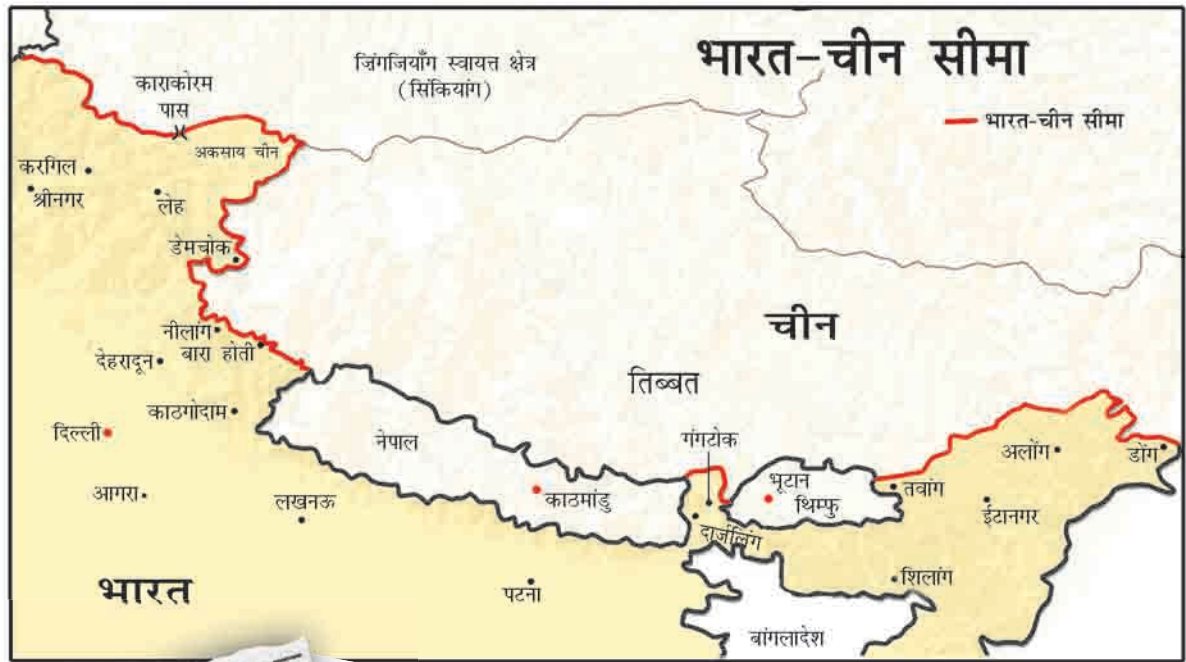 भारत-चीन सीमा
जिंगजियाँग स्वायत्त क्षेत्र
(सिंकियांग)
भारत-चीन सीमा
काराकोरम
पास
अकसाय चीन
करगिल
श्रीनगर
लेह
डेमचोक
नीलांग
बारा होती
देहरादून
काठगोदाम
दिल्ली
आगरा
लखनऊ
नेपाल
काठमांडु
चीन
तिब्बत
गंगटोक
दार्जलिंग
भूटान
थिम्फु
तवांग
अलोंग
डोंग
ईटानगर
शिलांग
भारत
पटना
बांगलादेश